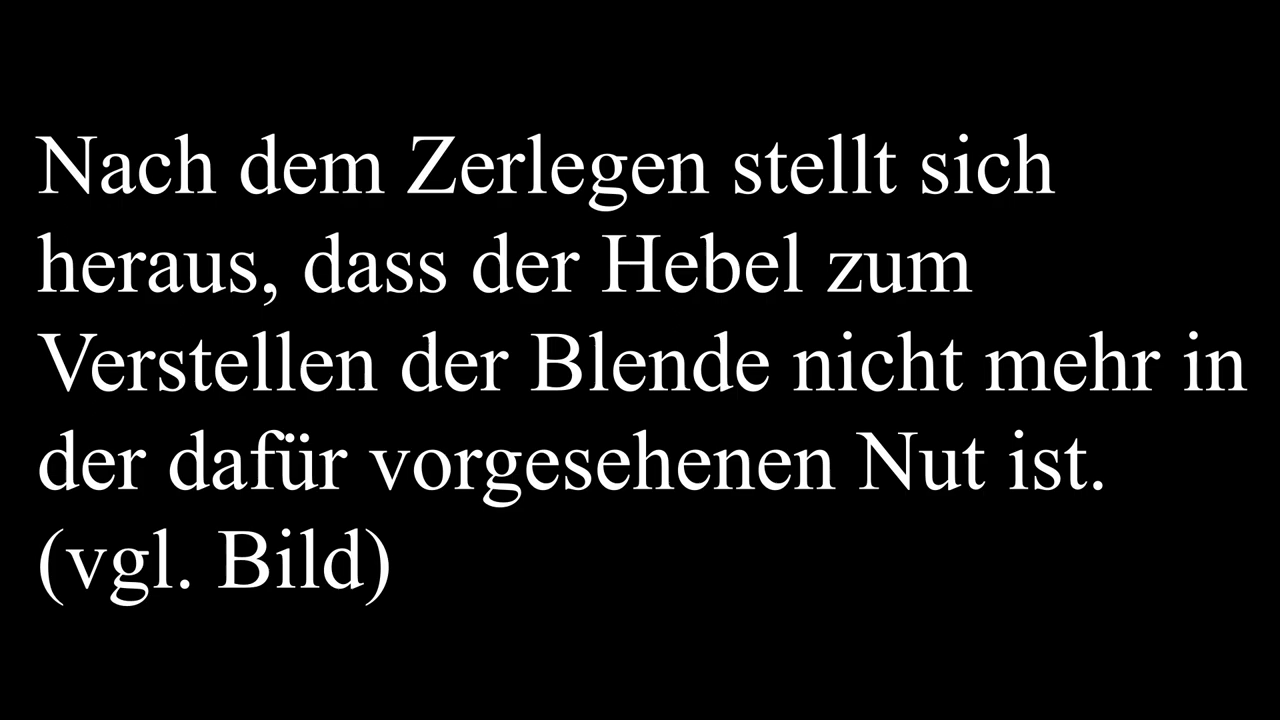 Nach dem Zerlegen stellt sich
heraus, dass der Hebel zum
Verstellen der Blende nicht mehr in
der dafür vorgesehenen Nut ist.
(vgl. Bild)